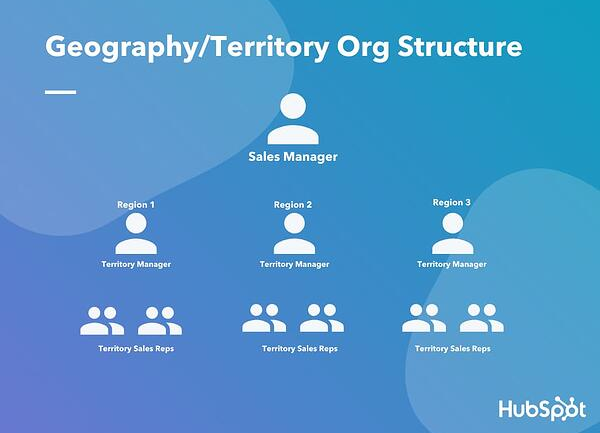 Geography/Territory Org Structure
Sales Manager
Region 1
Region 2
Region 3
Territory Manager
Territory Manager
Territory Manager
Territory Sales Reps
Territory Sales Reps
Territory Sales Reps
HubSpot